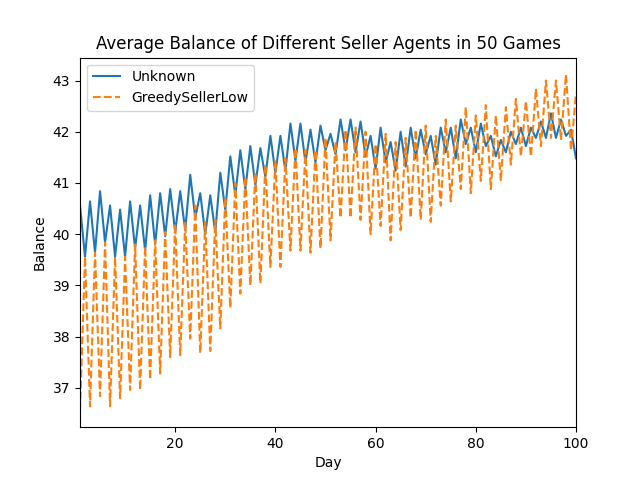 Average Balance of Different Seller Agents in 50 Games
Unknown
GreedySellerLow
43
42
41
40
39
38
37
Balance
20
40
60
80
100
Day